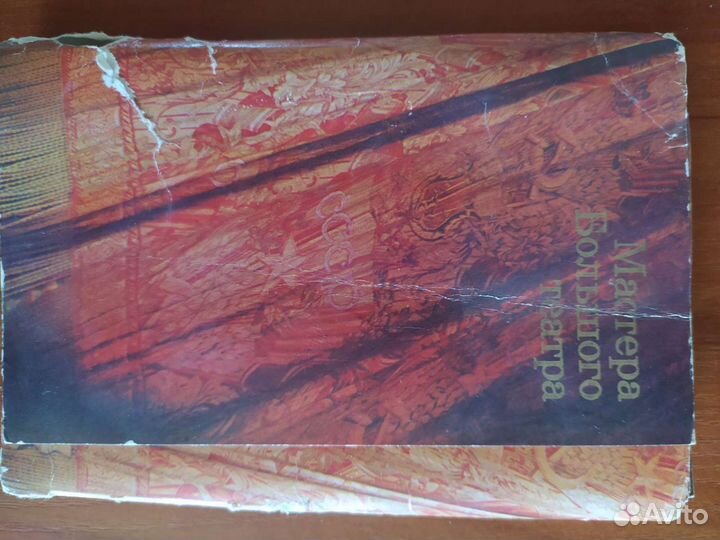 Мастера
Большого
театра
СССР
Avito